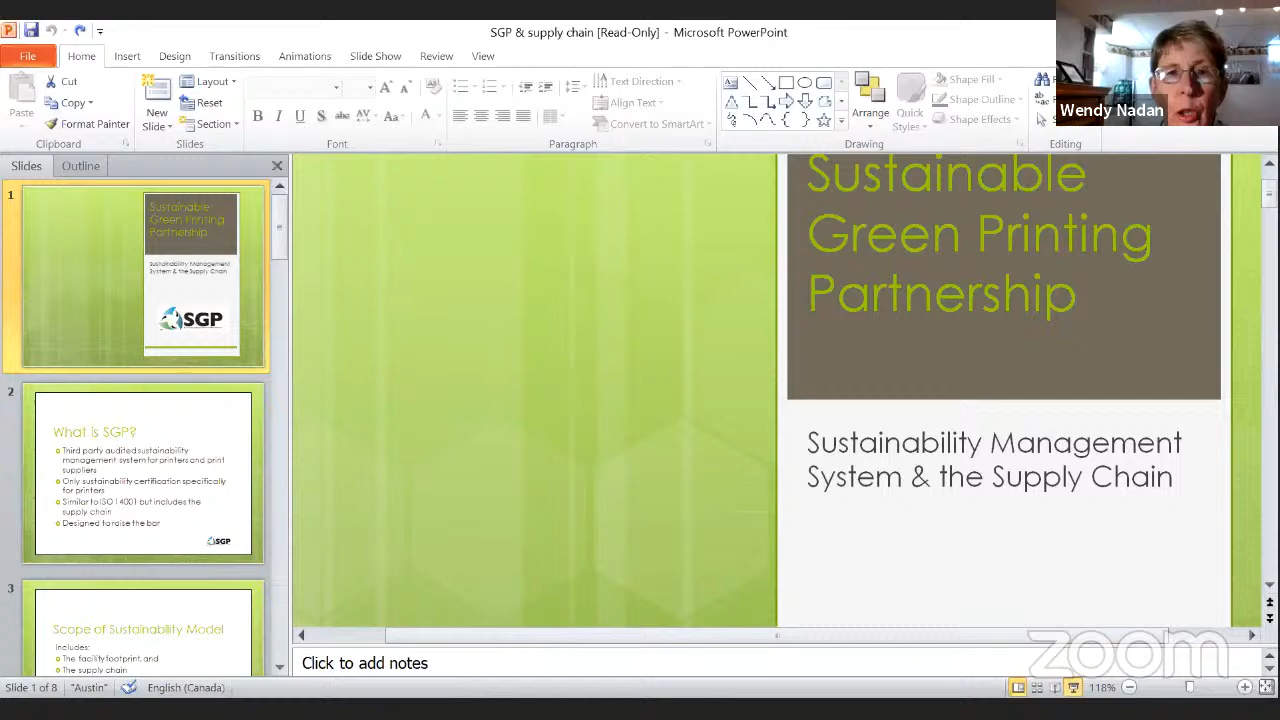 SGP & supply chain [Read-Only] - Microsoft PowerPoint
File Home Insert Design Transitions Animations Slide Show Review View
Paste
Cut
Copy
Format Painter
Clipboard
New
Slide
Layout
Reset
Section
Slides
B I U S abc AV Aa A
Font
Text Direction
Align Text
Convert to SmartArt
Paragraph
Arrange
Quick
Styles
Shape Fill
Shape Outline
Shape Effects
Drawing
Editing
Wendy Nadan
Slides Outline
1
Sustainable
Green Printing
Partnership
Sustainability Management
System & the Supply Chain
SGP
2
What is SGP?
Third party audited sustainability
management system for printers and print
suppliers
Only sustainability certification specifically
for printers
Similar to ISO 14001 but includes the
supply chain
Designed to raise the bar
SGP
3
Scope of Sustainability Model
Includes:
The facility footprint, and
The supply chain
Sustainable
Green Printing
Partnership
Sustainability Management
System & the Supply Chain
Click to add notes
zoom
Slide 1 of 8 "Austin" English (Canada) 118%